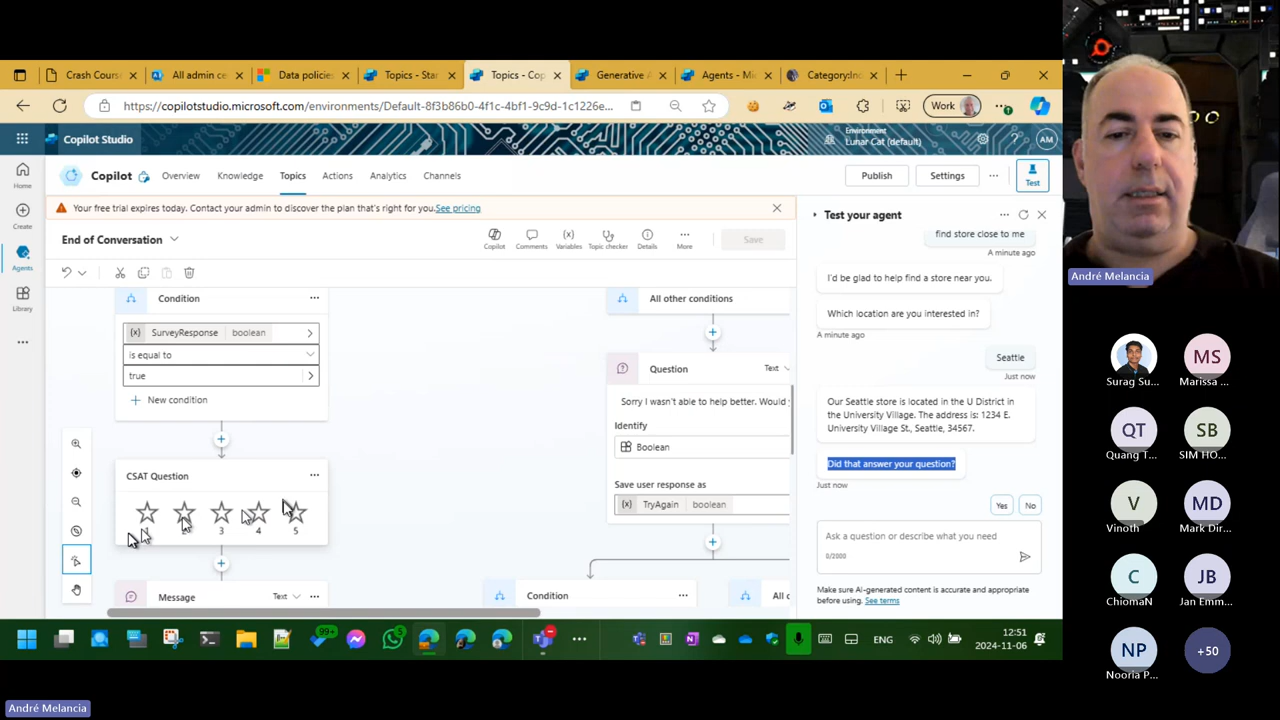 Crash Cours
All admin ce
Data policies
Topics - Star
Topics - Cop
Generative A
Agents - Mi
Category:Inc
https://copilotstudio.microsoft.com/environments/Default-8f3b86b0-4f1c-4bf1-9c9d-1c1226e...
Work
Copilot Studio
Environment
Lunar Cat (default)
AM
Home
Create
Agents
Library
Copilot
Overview
Knowledge
Topics
Actions
Analytics
Channels
Publish
Settings
Test
Your free trial expires today. Contact your admin to discover the plan that's right for you.See pricing
End of Conversation
Copilot
Comments
Variables
Topic checker
Details
More
Save
Condition
{x} SurveyResponse boolean
is equal to
true
New condition
CSAT Question
1
2
3
4
5
Message
Text
All other conditions
Question
Text
Sorry I wasn't able to help better. Would y
Identify
Boolean
Save user response as
{x} TryAgain boolean
Condition
All c
Test your agent
find store close to me
A minute ago
I'd be glad to help find a store near you.
Which location are you interested in?
A minute ago
Seattle
Just now
Our Seattle store is located in the U District in
the University Village. The address is: 1234 E.
University Village St., Seattle, 34567.
Did that answer your question?
Just now
Yes
No
Ask a question or describe what you need
0/2000
Make sure AI-generated content is accurate and appropriate
before using. See terms
99+
5
ENG
12:51
2024-11-06
André Melancia
Surag Su...
MS
Marissa ...
QT
Quang T...
SB
SIM HO...
V
Vinoth
MD
Mark Dir...
C
ChiomaN
JB
Jan Emm...
NP
Nooria P...
+50
André Melancia